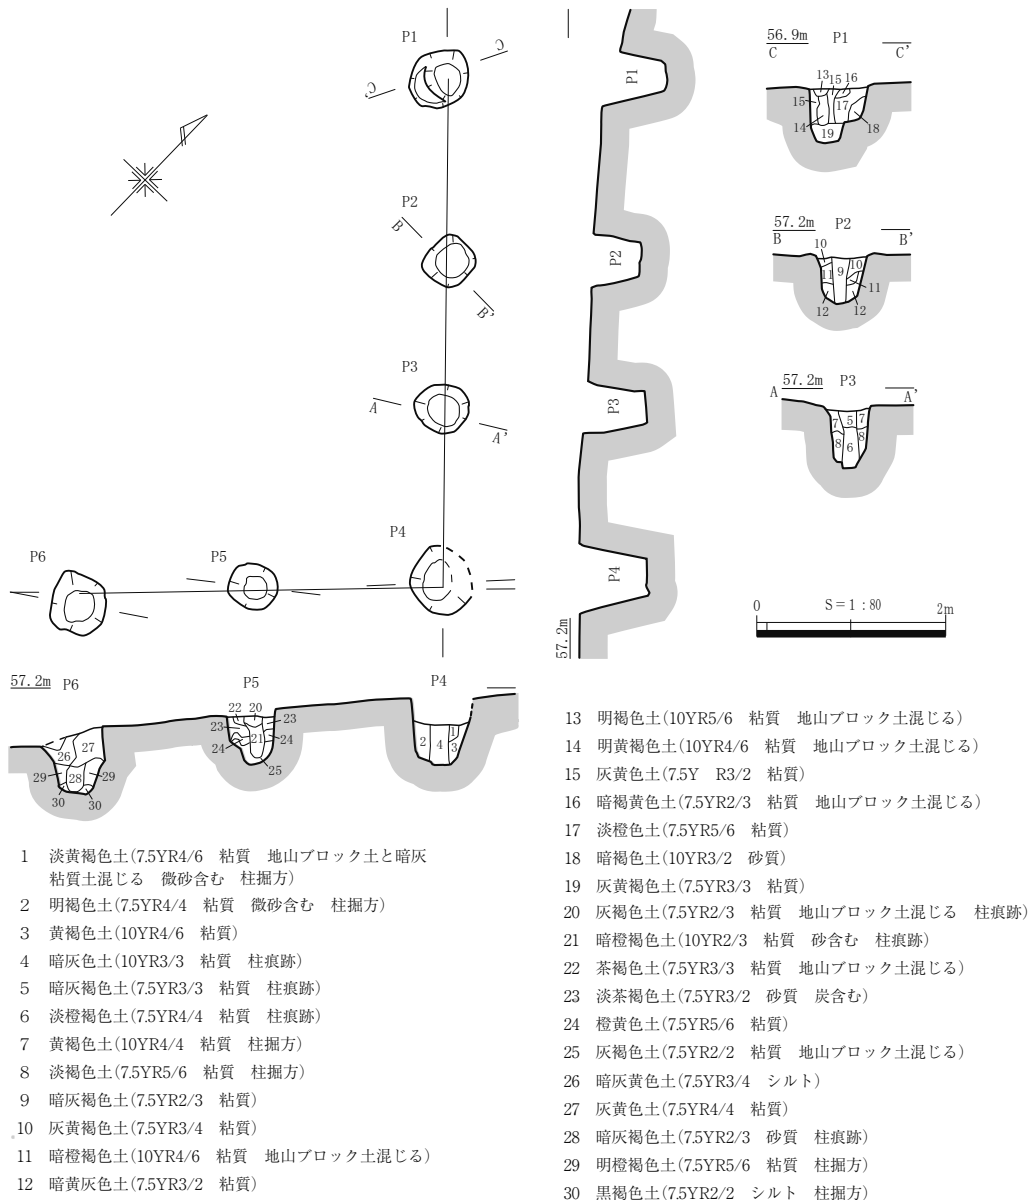 P1
C
C'
P2
B
B'
P3
A
A'
P4
P5
P6
P1
P2
P3
P4
57.2m
56.9m
P1
C
C'
13
15
16
15
17
14
19
18
57.2m
P2
B
B'
10
10
11
9
11
12
12
A
57.2m
P3
A'
7
5
7
8
6
8
0
S=1:80
2m
57.2m
P6
P5
P4
22
20
23
23
24
21
24
25
26
27
29
28
29
30
30
2
4
1
3
1 淡黄褐色土(7.5YR4/6 粘質 地山ブロック土と暗灰
粘質土混じる 微砂含む 柱掘方)
2 明褐色土(7.5YR4/4 粘質 微砂含む 柱掘方)
3 黄褐色土(10YR4/6 粘質)
4 暗灰色土(10YR3/3 粘質 柱痕跡)
5 暗灰褐色土(7.5YR3/3 粘質 柱痕跡)
6 淡橙褐色土(7.5YR4/4 粘質 柱痕跡)
7 黄褐色土(10YR4/4 粘質 柱掘方)
8 淡褐色土(7.5YR5/6 粘質 柱掘方)
9 暗灰褐色土(7.5YR2/3 粘質)
10 灰黄褐色土(7.5YR3/4 粘質)
11 暗橙褐色土(10YR4/6 粘質 地山ブロック土混じる)
12 暗黄灰色土(7.5YR3/2 粘質)
13 明褐色土(10YR5/6 粘質 地山ブロック土混じる)
14 明黄褐色土(10YR4/6 粘質 地山ブロック土混じる)
15 灰黄色土(7.5Y R3/2 粘質)
16 暗褐黄色土(7.5YR2/3 粘質 地山ブロック土混じる)
17 淡橙色土(7.5YR5/6 粘質)
18 暗褐色土(10YR3/2 砂質)
19 灰黄褐色土(7.5YR3/3 粘質)
20 灰褐色土(7.5YR2/3 粘質 地山ブロック土混じる 柱痕跡)
21 暗橙褐色土(10YR2/3 粘質 砂含む 柱痕跡)
22 茶褐色土(7.5YR3/3 粘質 地山ブロック土混じる)
23 淡茶褐色土(7.5YR3/2 砂質 炭含む)
24 橙黄色土(7.5YR5/6 粘質)
25 灰褐色土(7.5YR2/2 粘質 地山ブロック土混じる)
26 暗灰黄色土(7.5YR3/4 シルト)
27 灰黄色土(7.5YR4/4 粘質)
28 暗灰褐色土(7.5YR2/3 砂質 柱痕跡)
29 明橙褐色土(7.5YR5/6 粘質 柱掘方)
30 黒褐色土(7.5YR2/2 シルト 柱掘方)